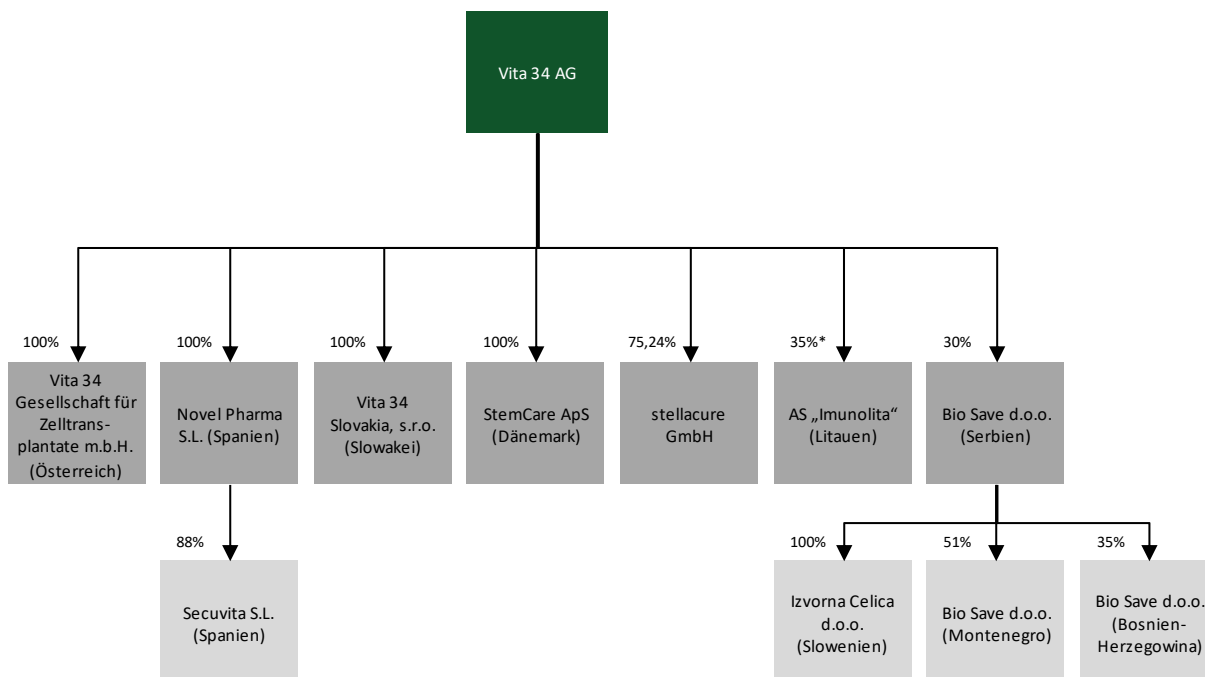 Vita 34 AG
100%
100%
100%
100%
75,24%
35%*
30%
Vita 34
Gesellschaft für
Zelltrans-
plantate m.b.H.
(Österreich)
Novel Pharma
S.L. (Spanien)
Vita 34
Slovakia, s.r.o.
(Slowakei)
StemCare ApS
(Dänemark)
stellacure
GmbH
AS „Imunolita“
(Litauen)
Bio Save d.o.o.
(Serbien)
88%
100%
51%
35%
Secuvita S.L.
(Spanien)
Izvorna Celica
d.o.o.
(Slowenien)
Bio Save d.o.o.
(Montenegro)
Bio Save d.o.o.
(Bosnien-
Herzegowina)